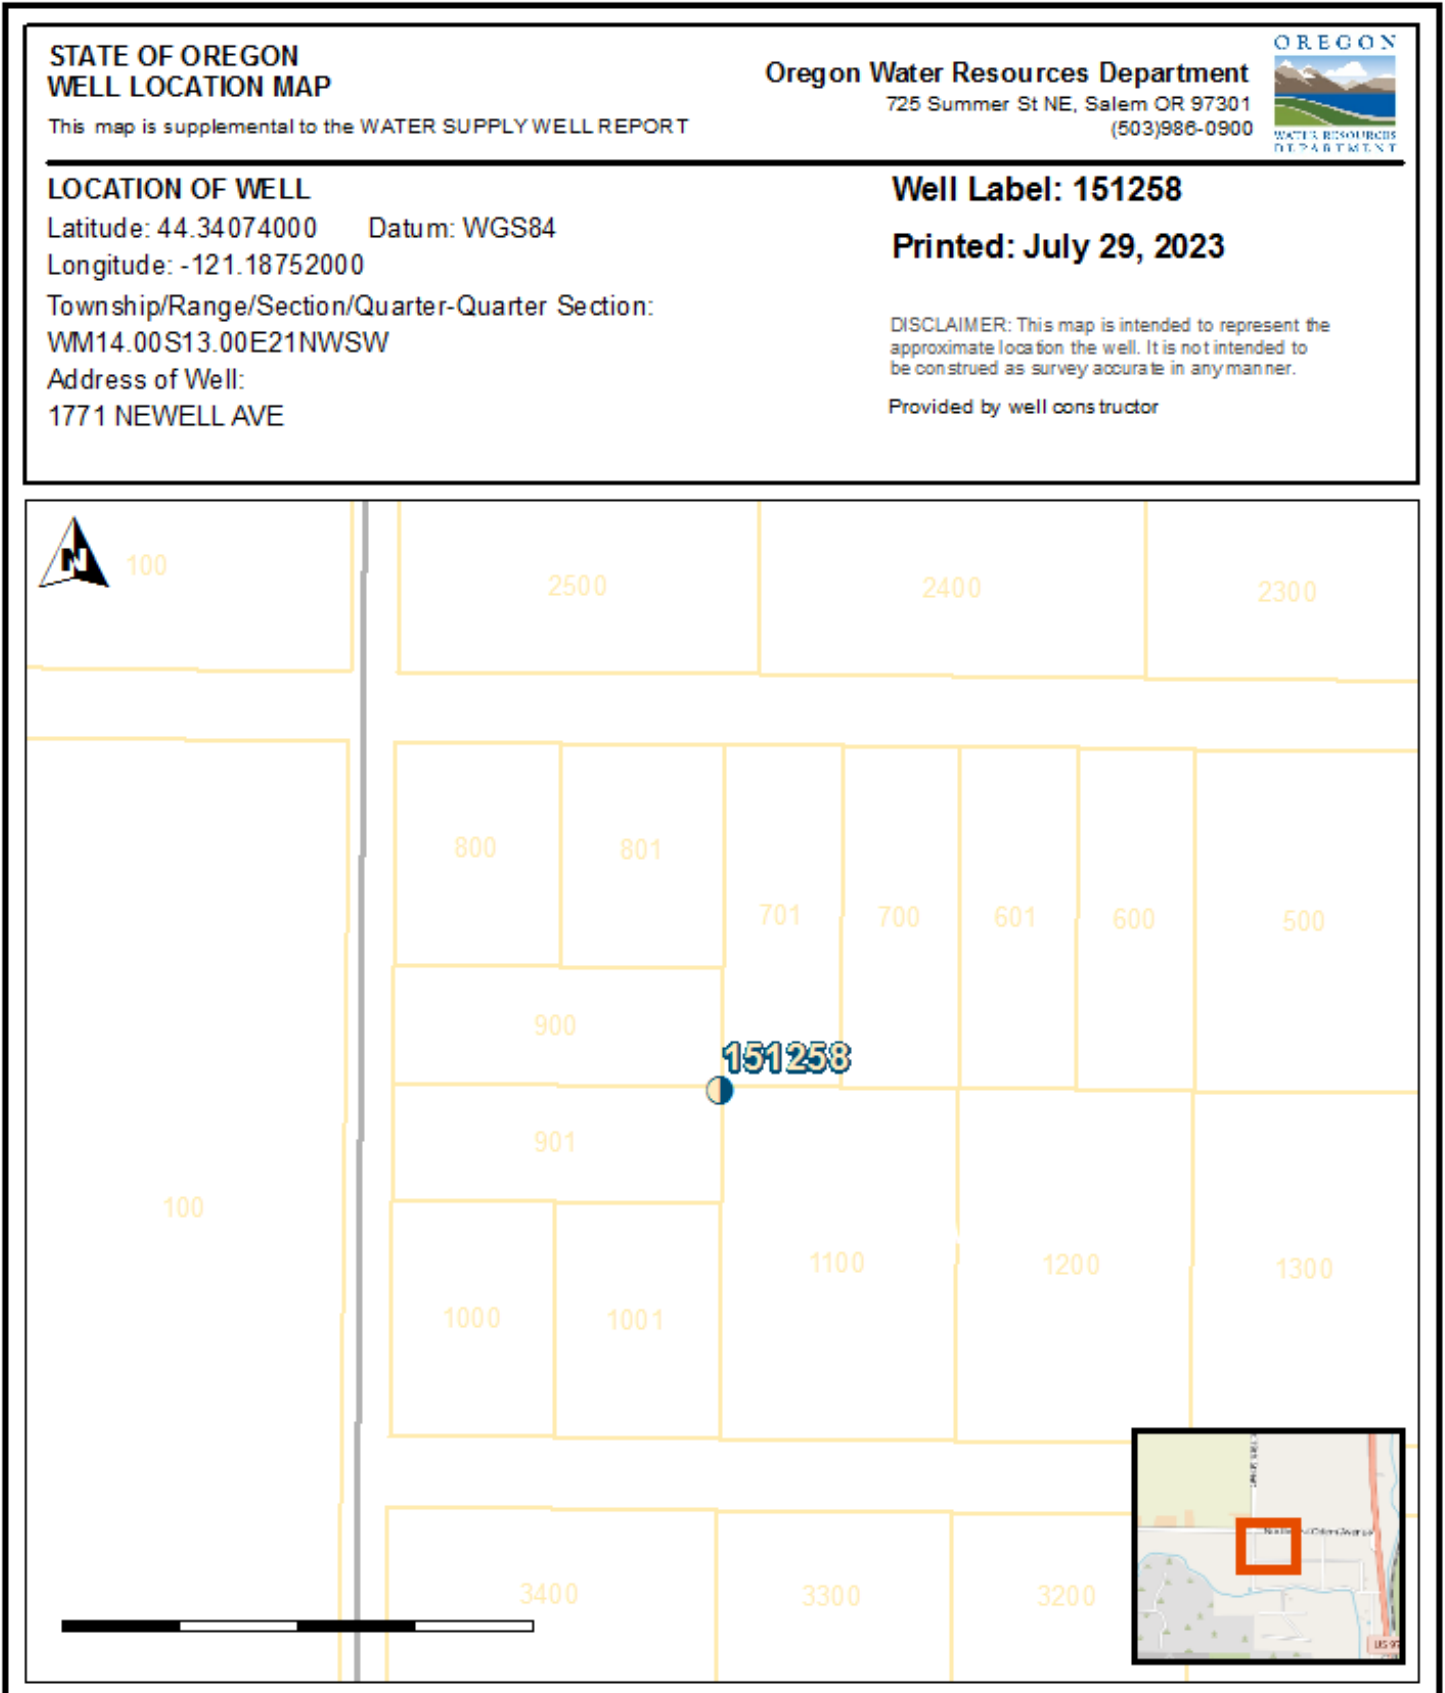 STATE OF OREGON
WELL LOCATION MAP
This map is supplemental to the WATER SUPPLY WELL REPORT
Oregon Water Resources Department
725 Summer St NE, Salem OR 97301
(503)986-0900
OREGON
WATER RESOURCES
DEPARTMENT
LOCATION OF WELL
Latitude: 44.34074000 Datum: WGS84
Longitude: -121.18752000
Township/Range/Section/Quarter-Quarter Section:
WM14.00S13.00E21NWSW
Address of Well:
1771 NEWELL AVE
Well Label: 151258
Printed: July 29, 2023
DISCLAIMER: This map is intended to represent the
approximate location the well. It is not intended to
be construed as survey accurate in any manner.
Provided by well constructor
N
100
2500
2400
2300
800
801
701
700
601
600
500
900
151258
901
100
1100
1200
1300
1000
1001
3400
3300
3200
Avenue
US 97